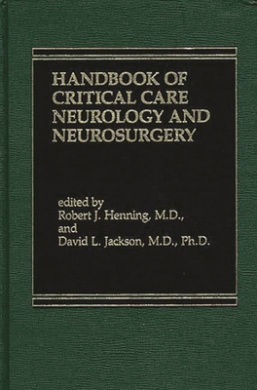 HANDBOOK OF
CRITICAL CARE
NEUROLOGY AND
NEUROSURGERY
edited by
Robert J. Henning, M.D.,
and
David L. Jackson, M.D., Ph.D.